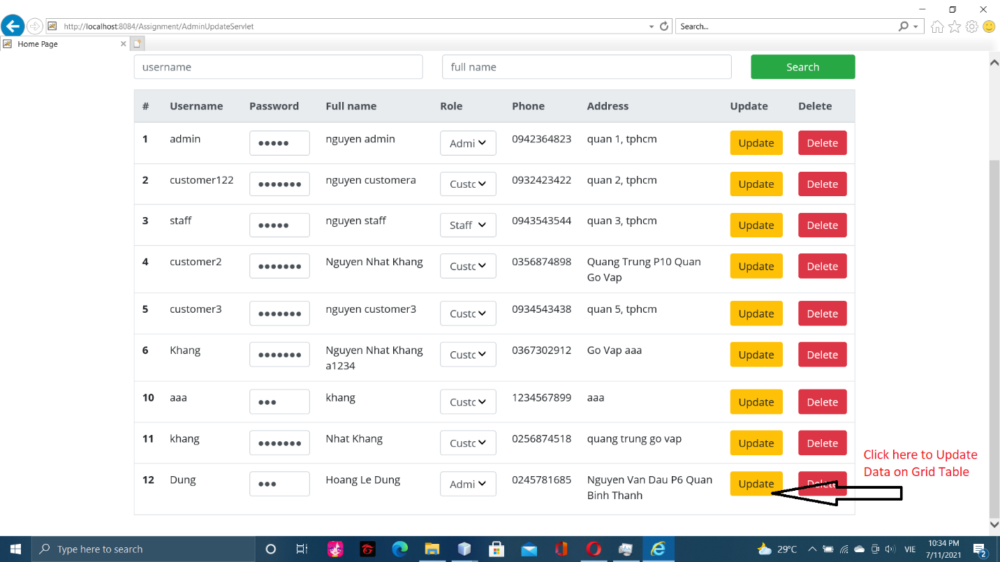 http://localhost:8084/Assignment/AdminUpdateServlet
Search...
Home Page
username full name Search
# Username Password Full name Role Phone Address Update Delete
1 admin nguyen admin Admi 0942364823 quan 1, tphcm Update Delete
2 customer122 nguyen customera Custc 0932423422 quan 2, tphcm Update Delete
3 staff nguyen staff Staff 0943543544 quan 3, tphcm Update Delete
4 customer2 Nguyen Nhat Khang Custc 0356874898 Quang Trung P10 Quan Update Delete
Go Vap
5 customer3 nguyen customer3 Custc 0934543438 quan 5, tphcm Update Delete
6 Khang Nguyen Nhat Khang Custc 0367302912 Go Vap aaa Update Delete
a1234
10 aaa khang Custc 1234567899 aaa Update Delete
11 khang Nhat Khang Custc 0256874518 quang trung go vap Update Delete
12 Dung Hoang Le Dung Admi 0245781685 Nguyen Van Dau P6 Quan Update Delete
Binh Thanh
Click here to Update
Data on Grid Table
Type here to search
29°C
VIE
10:34 PM
7/11/2021
2